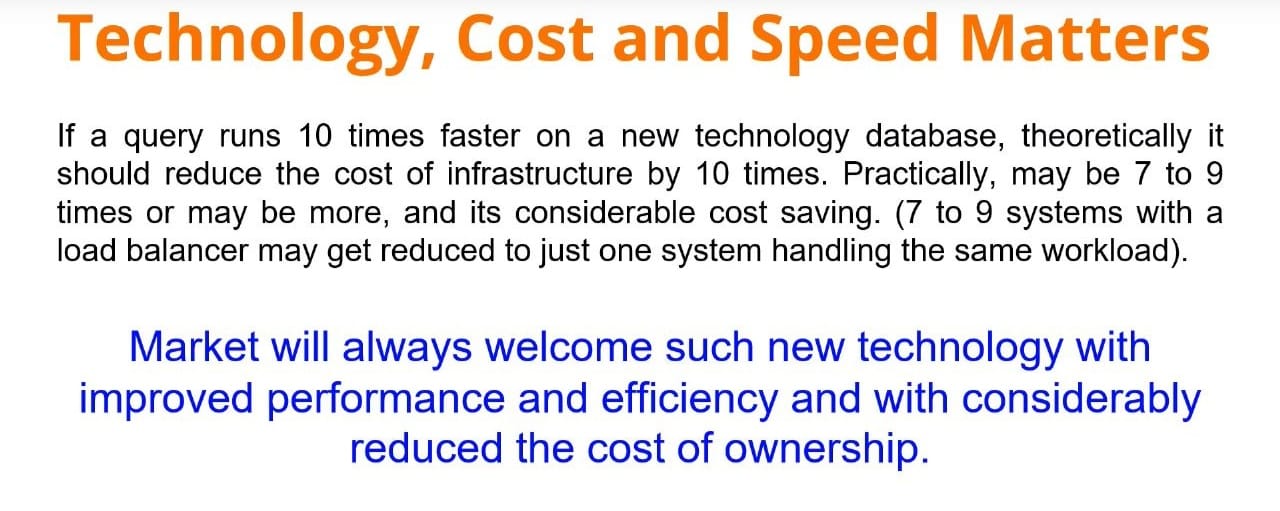 Technology, Cost and Speed Matters
If a query runs 10 times faster on a new technology database, theoretically it
should reduce the cost of infrastructure by 10 times. Practically, may be 7 to 9
times or may be more, and its considerable cost saving. (7 to 9 systems with a
load balancer may get reduced to just one system handling the same workload).
Market will always welcome such new technology with
improved performance and efficiency and with considerably
reduced the cost of ownership.